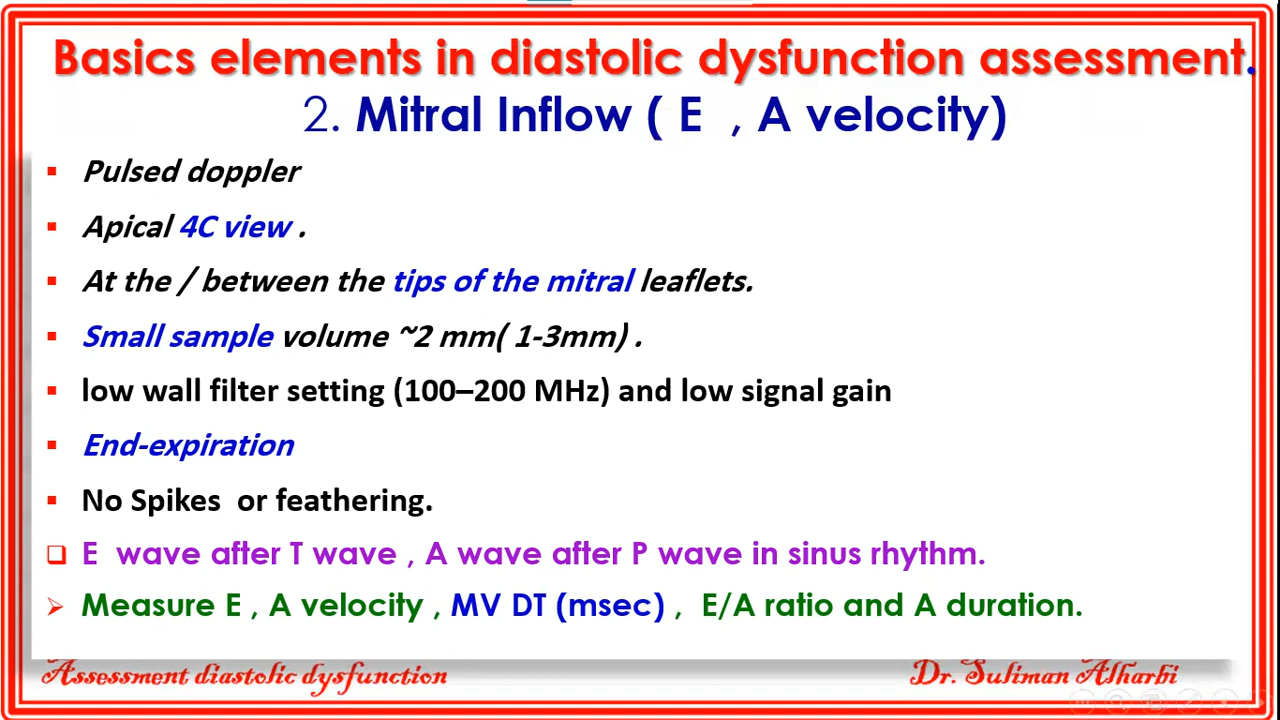 Basics elements in diastolic dysfunction assessment.
2. Mitral Inflow ( E , A velocity)
▪ Pulsed doppler
▪ Apical 4C view .
▪ At the / between the tips of the mitral leaflets.
▪ Small sample volume ~2 mm( 1-3mm) .
▪ low wall filter setting (100–200 MHz) and low signal gain
▪ End-expiration
▪ No Spikes or feathering.
❑ E wave after T wave , A wave after P wave in sinus rhythm.
➢ Measure E , A velocity , MV DT (msec) , E/A ratio and A duration.
Assessment diastolic dysfunction
Dr. Suliman Alharbi